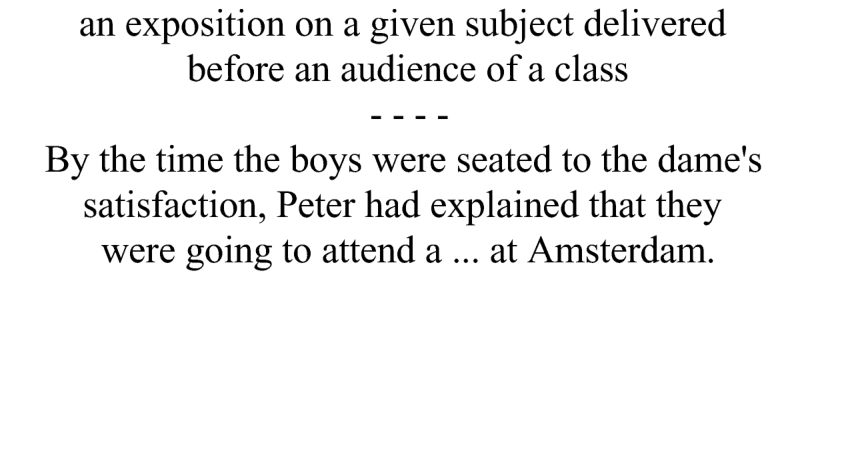 an exposition on a given subject delivered
before an audience of a class
- - - -
By the time the boys were seated to the dame's
satisfaction, Peter had explained that they
were going to attend a ... at Amsterdam.